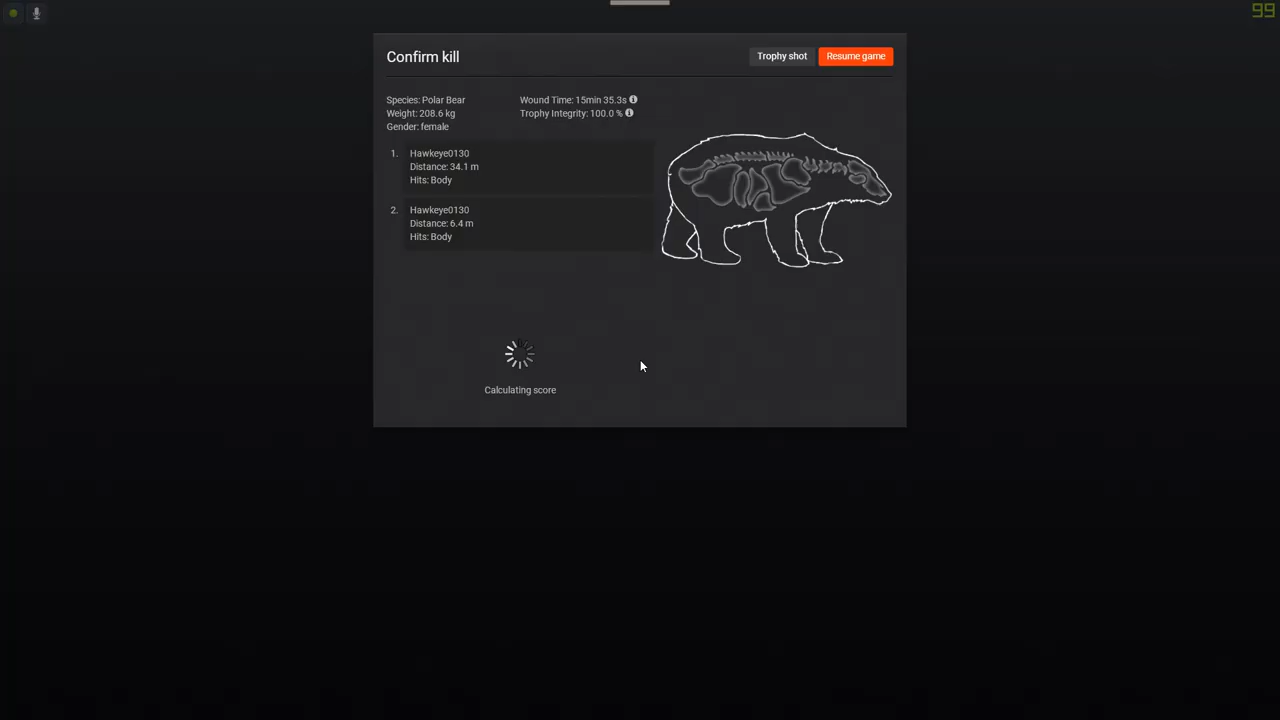 99
Confirm kill
Trophy shot
Resume game
Species: Polar Bear
Weight: 208.6 kg
Gender: female
Wound Time: 15min 35.3s
Trophy Integrity: 100.0 %
1. Hawkeye0130
Distance: 34.1 m
Hits: Body
2. Hawkeye0130
Distance: 6.4 m
Hits: Body
Calculating score